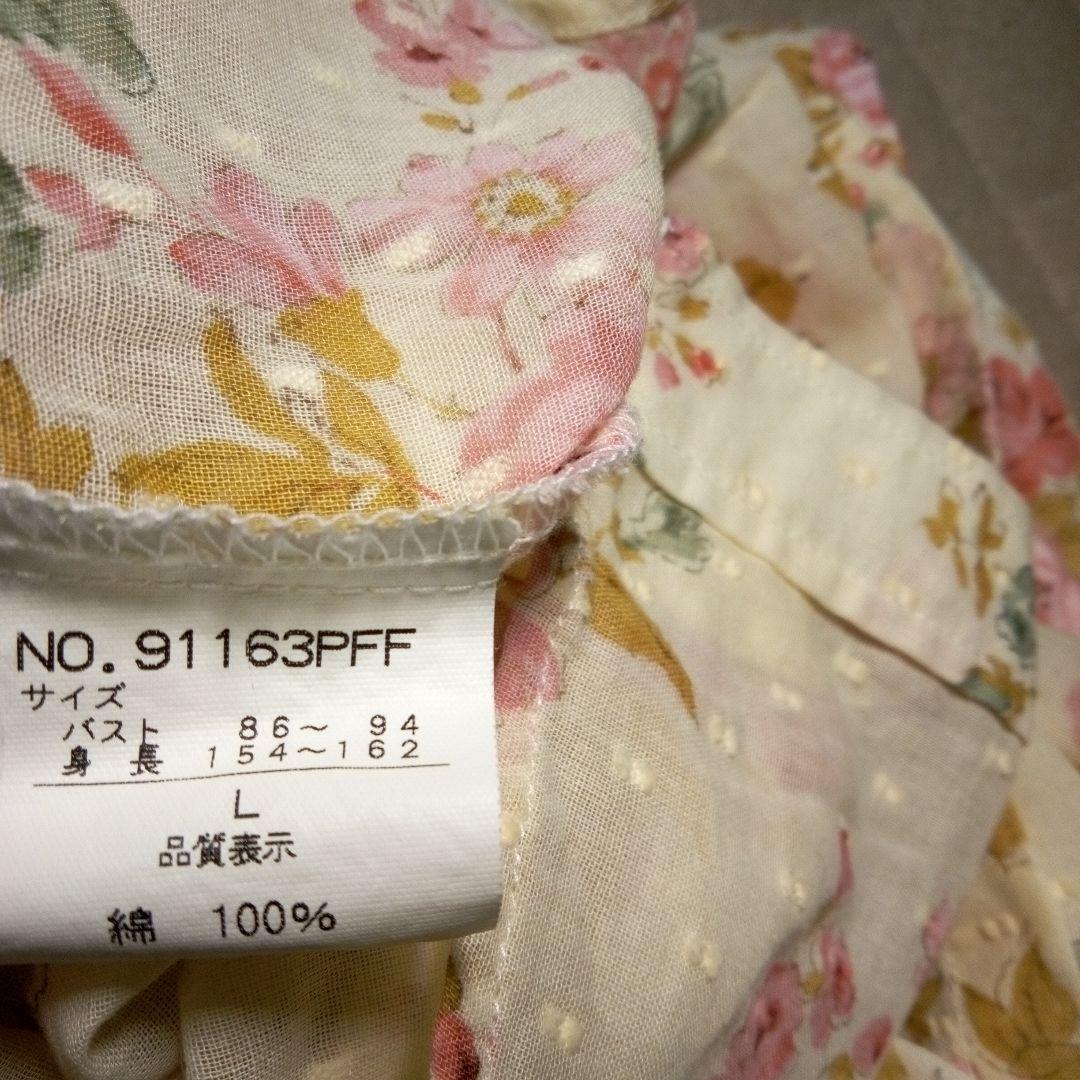 NO. 91163PFF
サイズ
バスト 86～ 94
身 長 154～162
L
品質表示
綿 100%